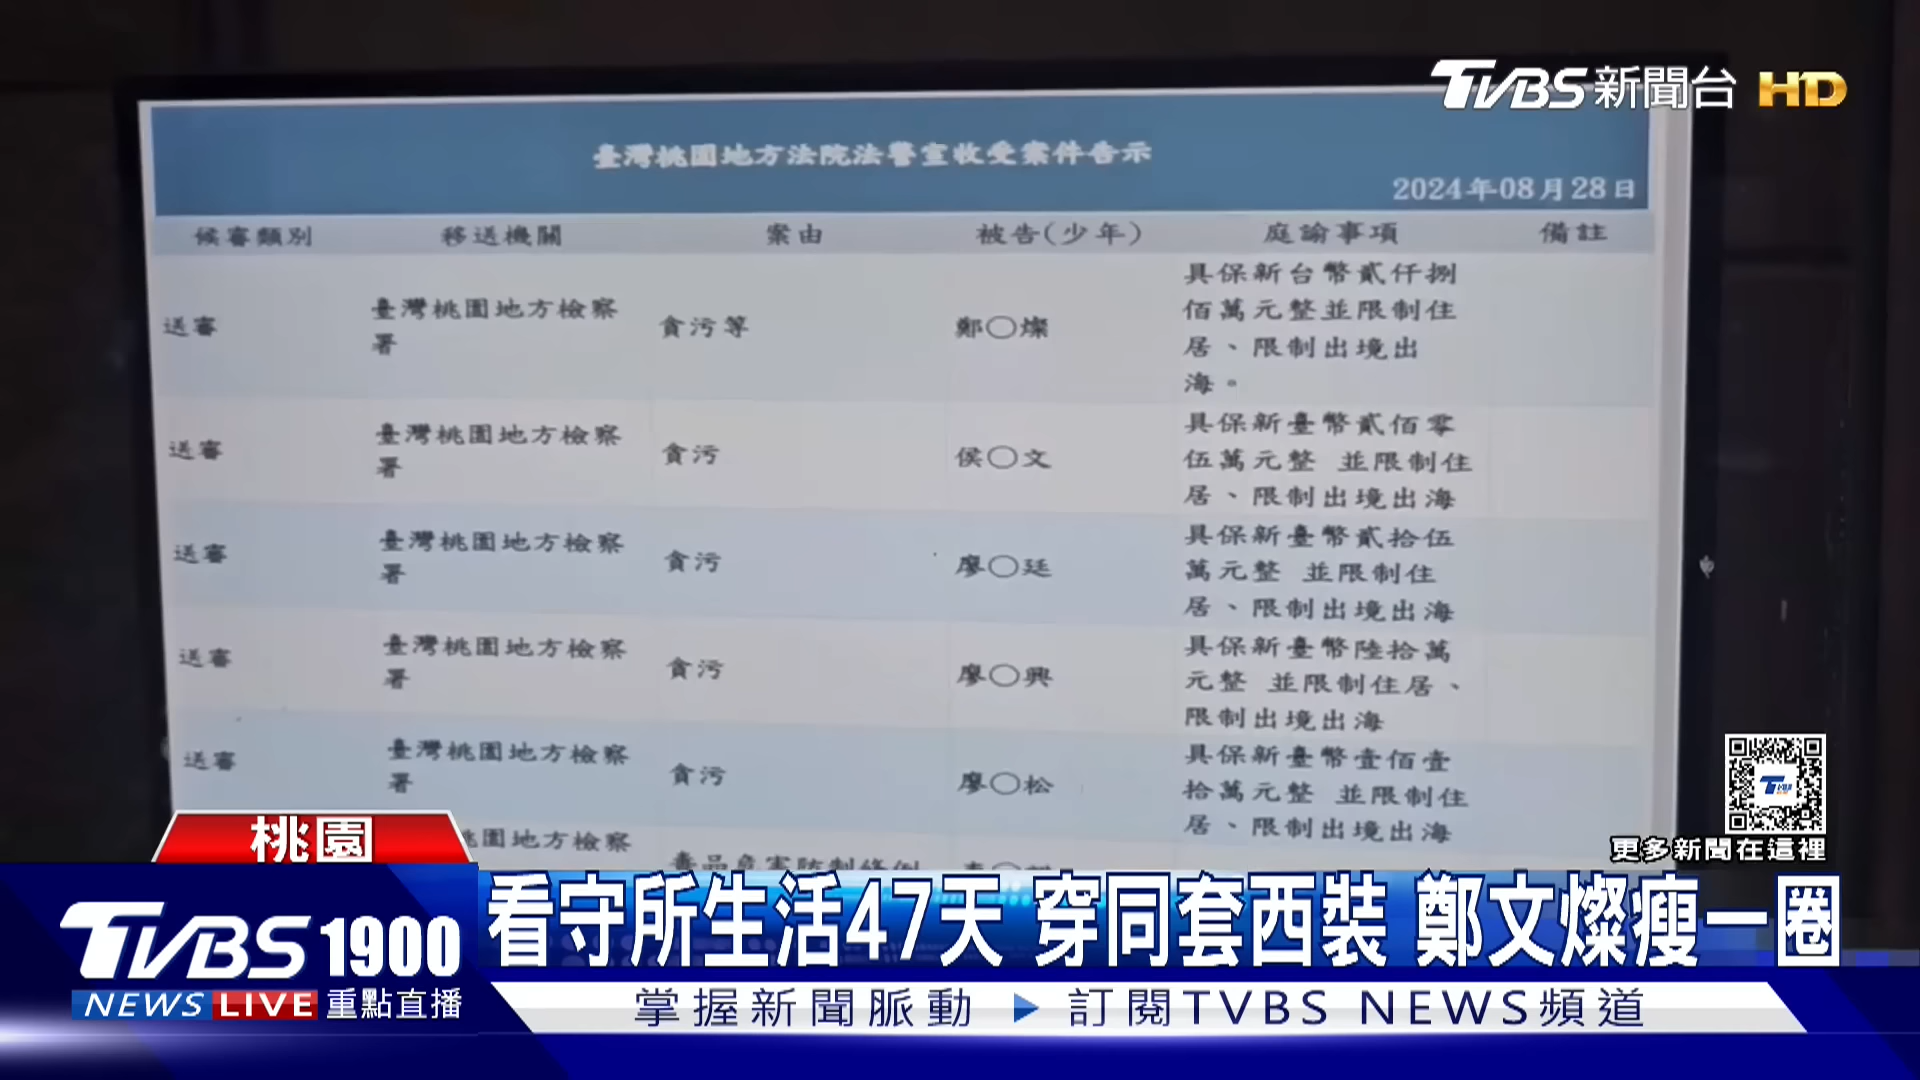 TVBS新聞台 HD
臺灣桃園地方法院法警室收受案件告示
2024年08月28日
候審類別 移送機關 案由 被告(少年) 庭諭事項 備註
送審 臺灣桃園地方檢察署 貪污等 鄭〇燦 具保新台幣貳仟捌
佰萬元整並限制住
居、限制出境出
海。
送審 臺灣桃園地方檢察署 貪污 侯〇文 具保新臺幣貳佰零
伍萬元整 並限制住
居、限制出境出海
送審 臺灣桃園地方檢察署 貪污 廖〇廷 具保新臺幣貳拾伍
萬元整 並限制住
居、限制出境出海
送審 臺灣桃園地方檢察署 貪污 廖〇興 具保新臺幣陸拾萬
元整 並限制住居、
限制出境出海
送審 臺灣桃園地方檢察署 貪污 廖〇松 具保新臺幣壹佰壹
拾萬元整 並限制住
居、限制出境出海
桃園地方檢察
毒品危害防制條例
更多新聞在這裡
桃園
看守所生活47天 穿同套西裝 鄭文燦瘦一圈
TVBS 1900
NEWS LIVE 重點直播
掌握新聞脈動 ▶ 訂閱TVBS NEWS頻道